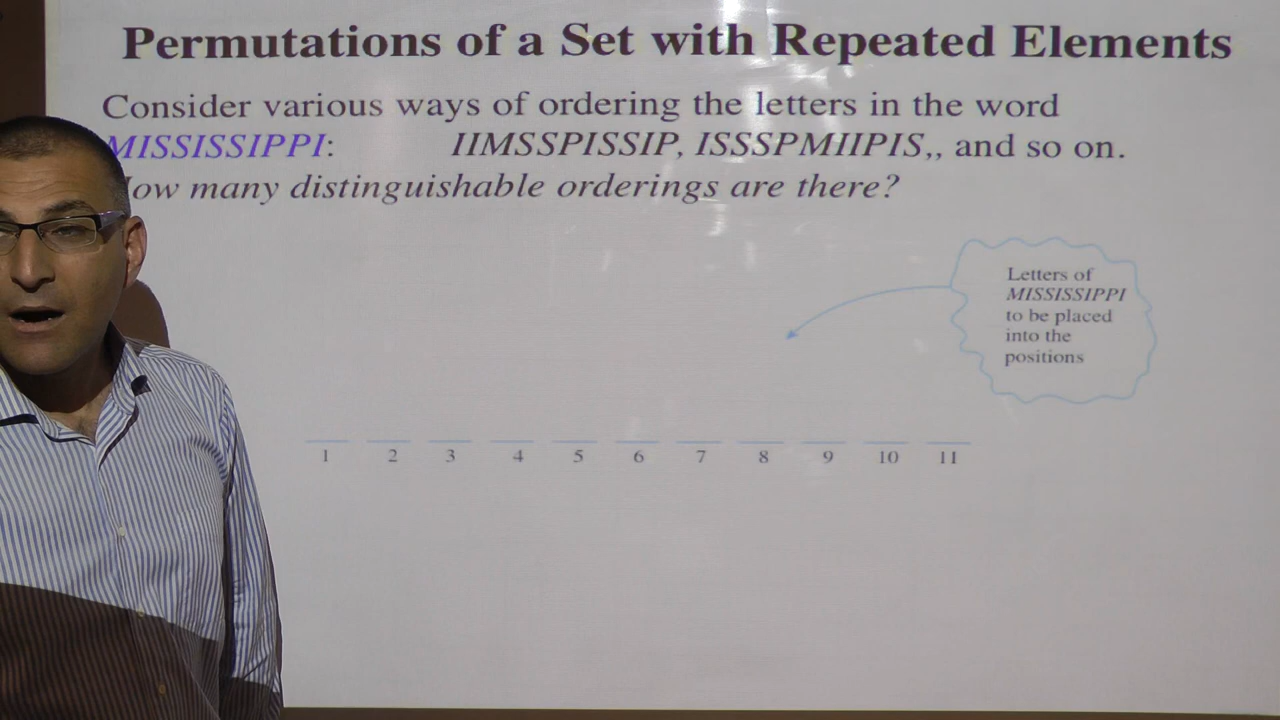 Permutations of a Set with Repeated Elements
Consider various ways of ordering the letters in the word
MISSISSIPPI: IIMSSPISSIP, ISSSPMIIPIS,, and so on.
How many distinguishable orderings are there?
Letters of
MISSISSIPPI
to be placed
into the
positions
1 2 3 4 5 6 7 8 9 10 11